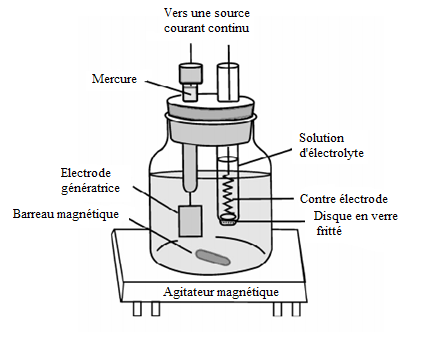 Vers une source
courant continu
Mercure
Solution
d'électrolyte
Electrode
génératrice
Contre électrode
Barreau magnétique
Disque en verre
fritté
Agitateur magnétique